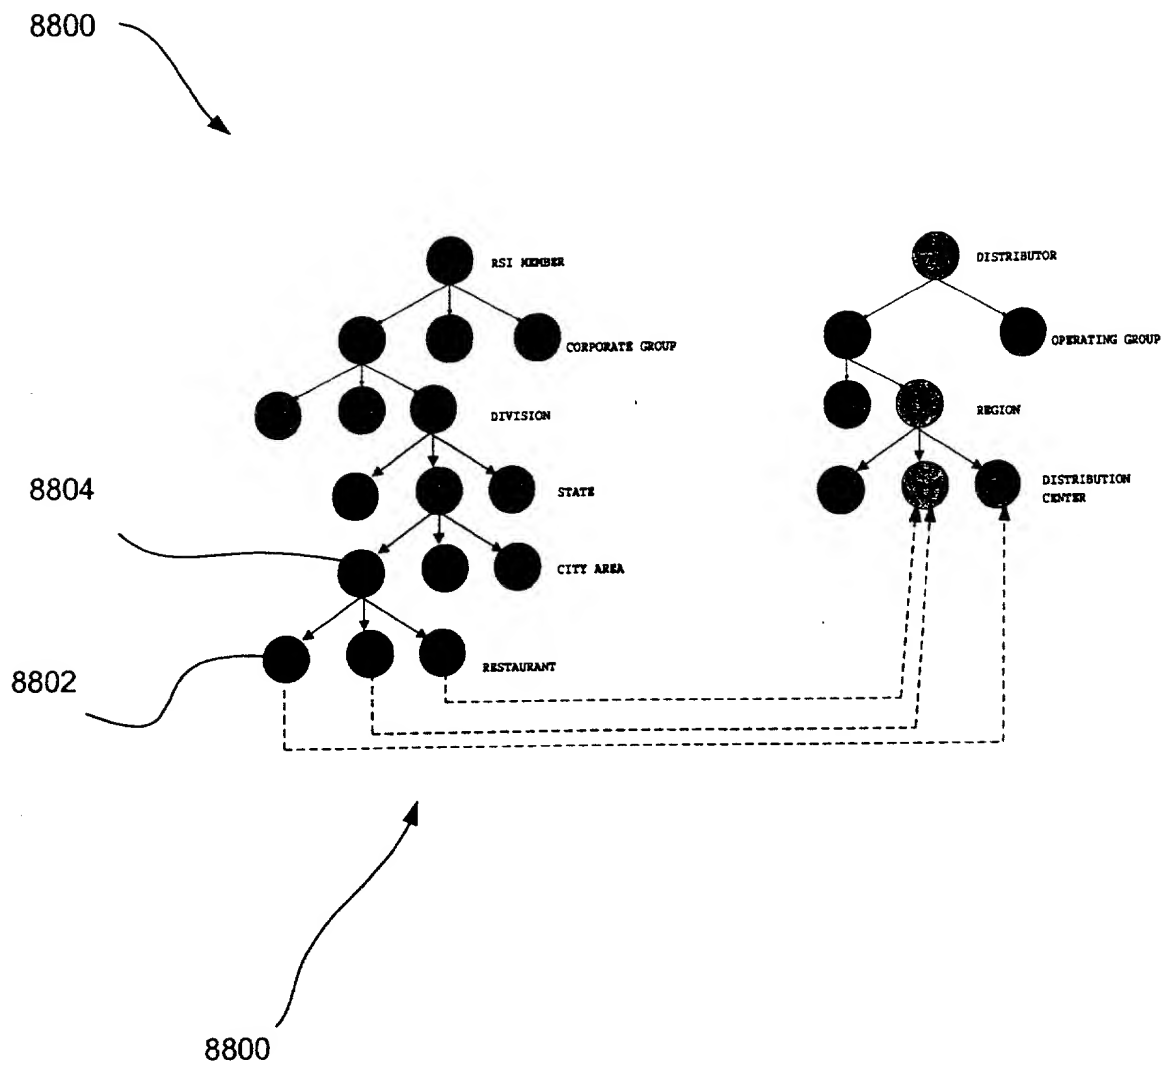 8800
RSI MEMBER
DISTRIBUTOR
CORPORATE GROUP
OPERATING GROUP
DIVISION
REGION
8804
STATE
DISTRIBUTION
CENTER
CITY AREA
8802
RESTAURANT
8800